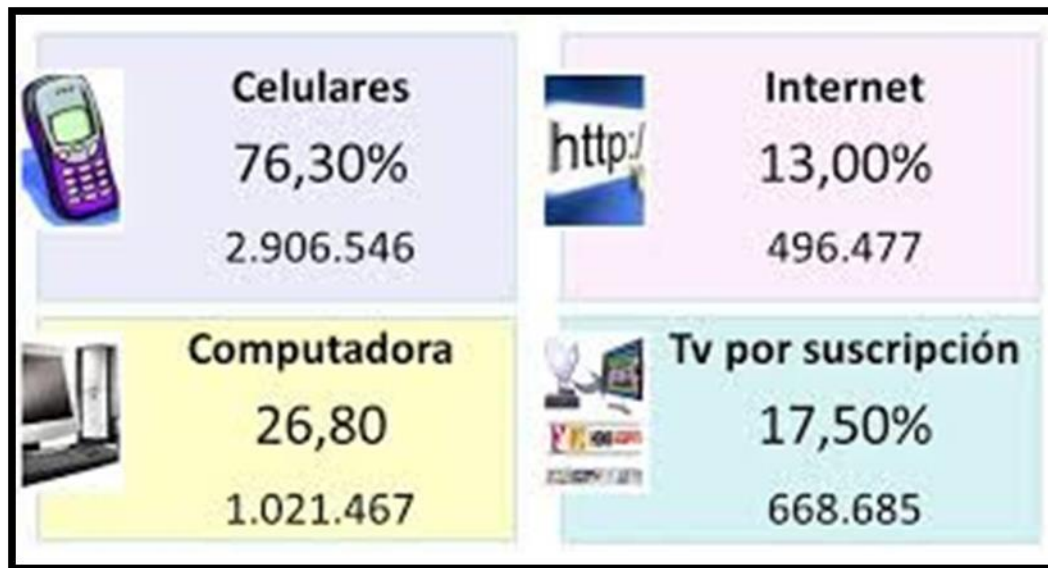 Celulares
76,30%
2.906.546
Internet
http:/
13,00%
496.477
Computadora
26,80
1.021.467
Tv por suscripción
17,50%
668.685